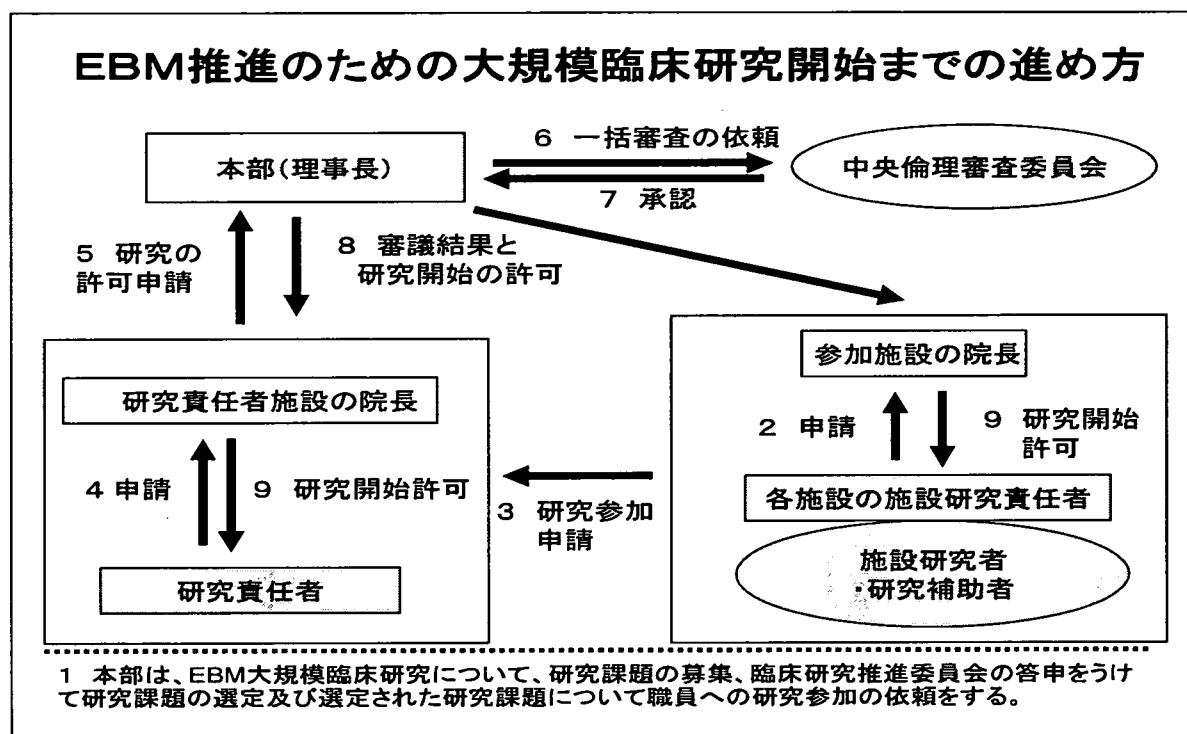 EBM推進のための大規模臨床研究開始までの進め方
本部(理事長)
6 一括審査の依頼
7 承認
中央倫理審査委員会
5 研究の
許可申請
8 審議結果と
研究開始の許可
研究責任者施設の院長
4 申請
9 研究開始許可
研究責任者
3 研究参加
申請
参加施設の院長
2 申請
9 研究開始
許可
各施設の施設研究責任者
施設研究者
・研究補助者
1 本部は、EBM大規模臨床研究について、研究課題の募集、臨床研究推進委員会の答申をうけ
て研究課題の選定及び選定された研究課題について職員への研究参加の依頼をする。